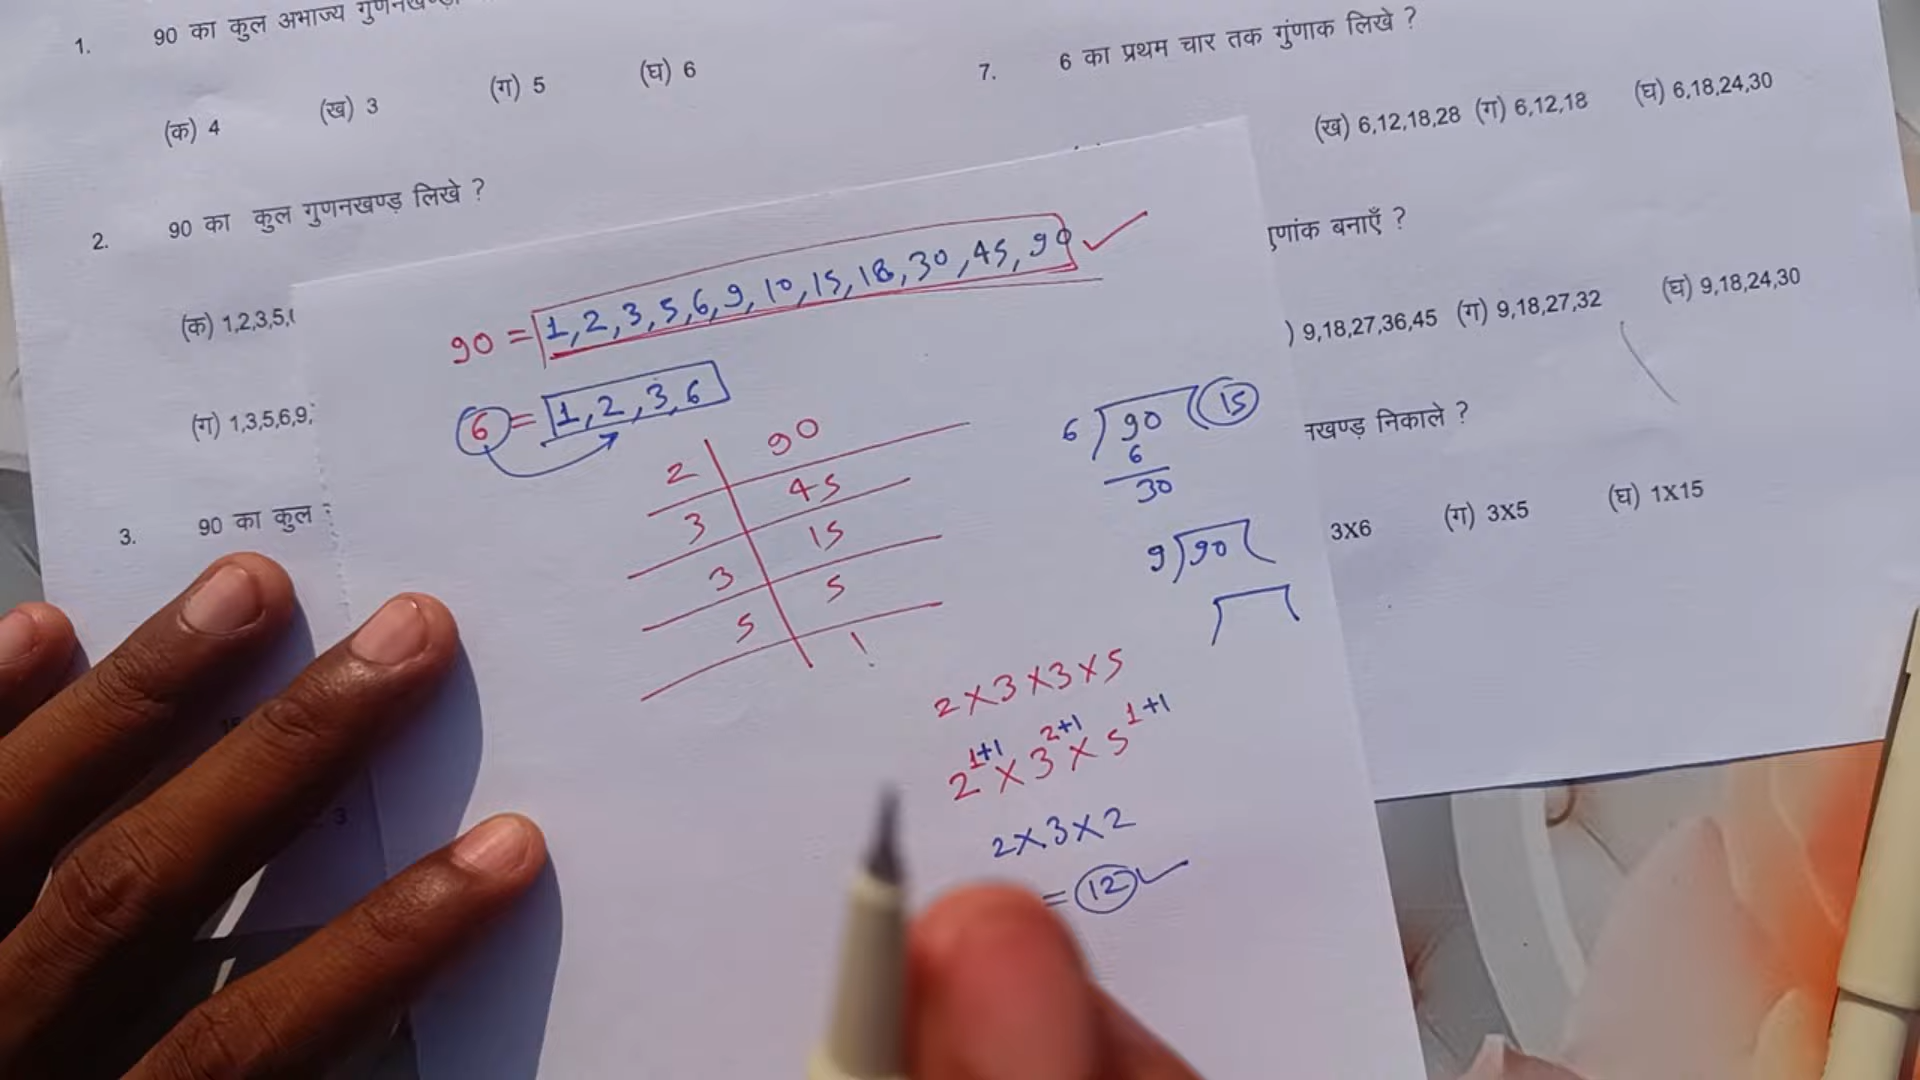 1. 90 का कुल अभाज्य
(क) 4 (ख) 3 (ग) 5 (घ) 6
2. 90 का कुल गुणनखण्ड़ लिखे ?
(क) 1,2,3,5,
(ग) 1,3,5,6,9,
3. 90 का कुल
7. 6 का प्रथम चार तक गुंणाक लिखे ?
(ख) 6,12,18,28 (ग) 6,12,18 (घ) 6,18,24,30
बनाएँ ?
) 9,18,27,36,45 (ग) 9,18,27,32 (घ) 9,18,24,30
निकाले ?
3X6 (ग) 3X5 (घ) 1X15
90 = 1, 2, 3, 5, 6, 9, 10, 15, 18, 30, 45, 90
6 = 1, 2, 3, 6
2 90
3 45
3 15
5 5
1
6 ) 90 ( 15
6
30
9 ) 90 (
2 × 3 × 3 × 5
2^1+1 × 3^2+1 × 5^1+1
2 × 3 × 2
= 12